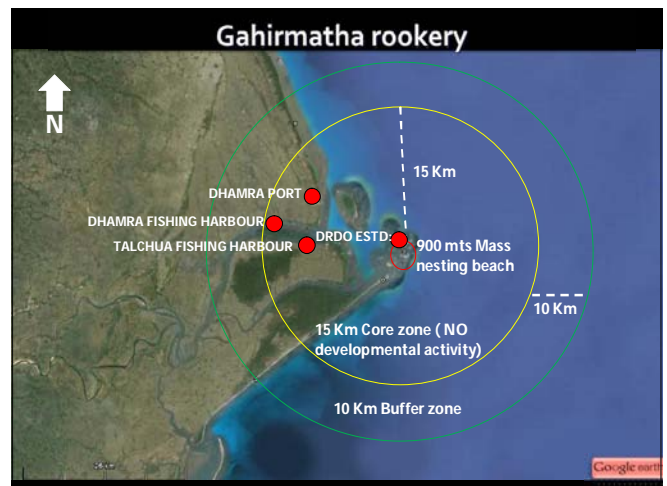 Gahirmatha rookery
N
15 Km
DHAMRA PORT
DHAMRA FISHING HARBOUR
TALCHUA FISHING HARBOUR
DRDO ESTD:
900 mts Mass
nesting beach
10 Km
15 Km Core zone ( NO
developmental activity)
10 Km Buffer zone
Google earth